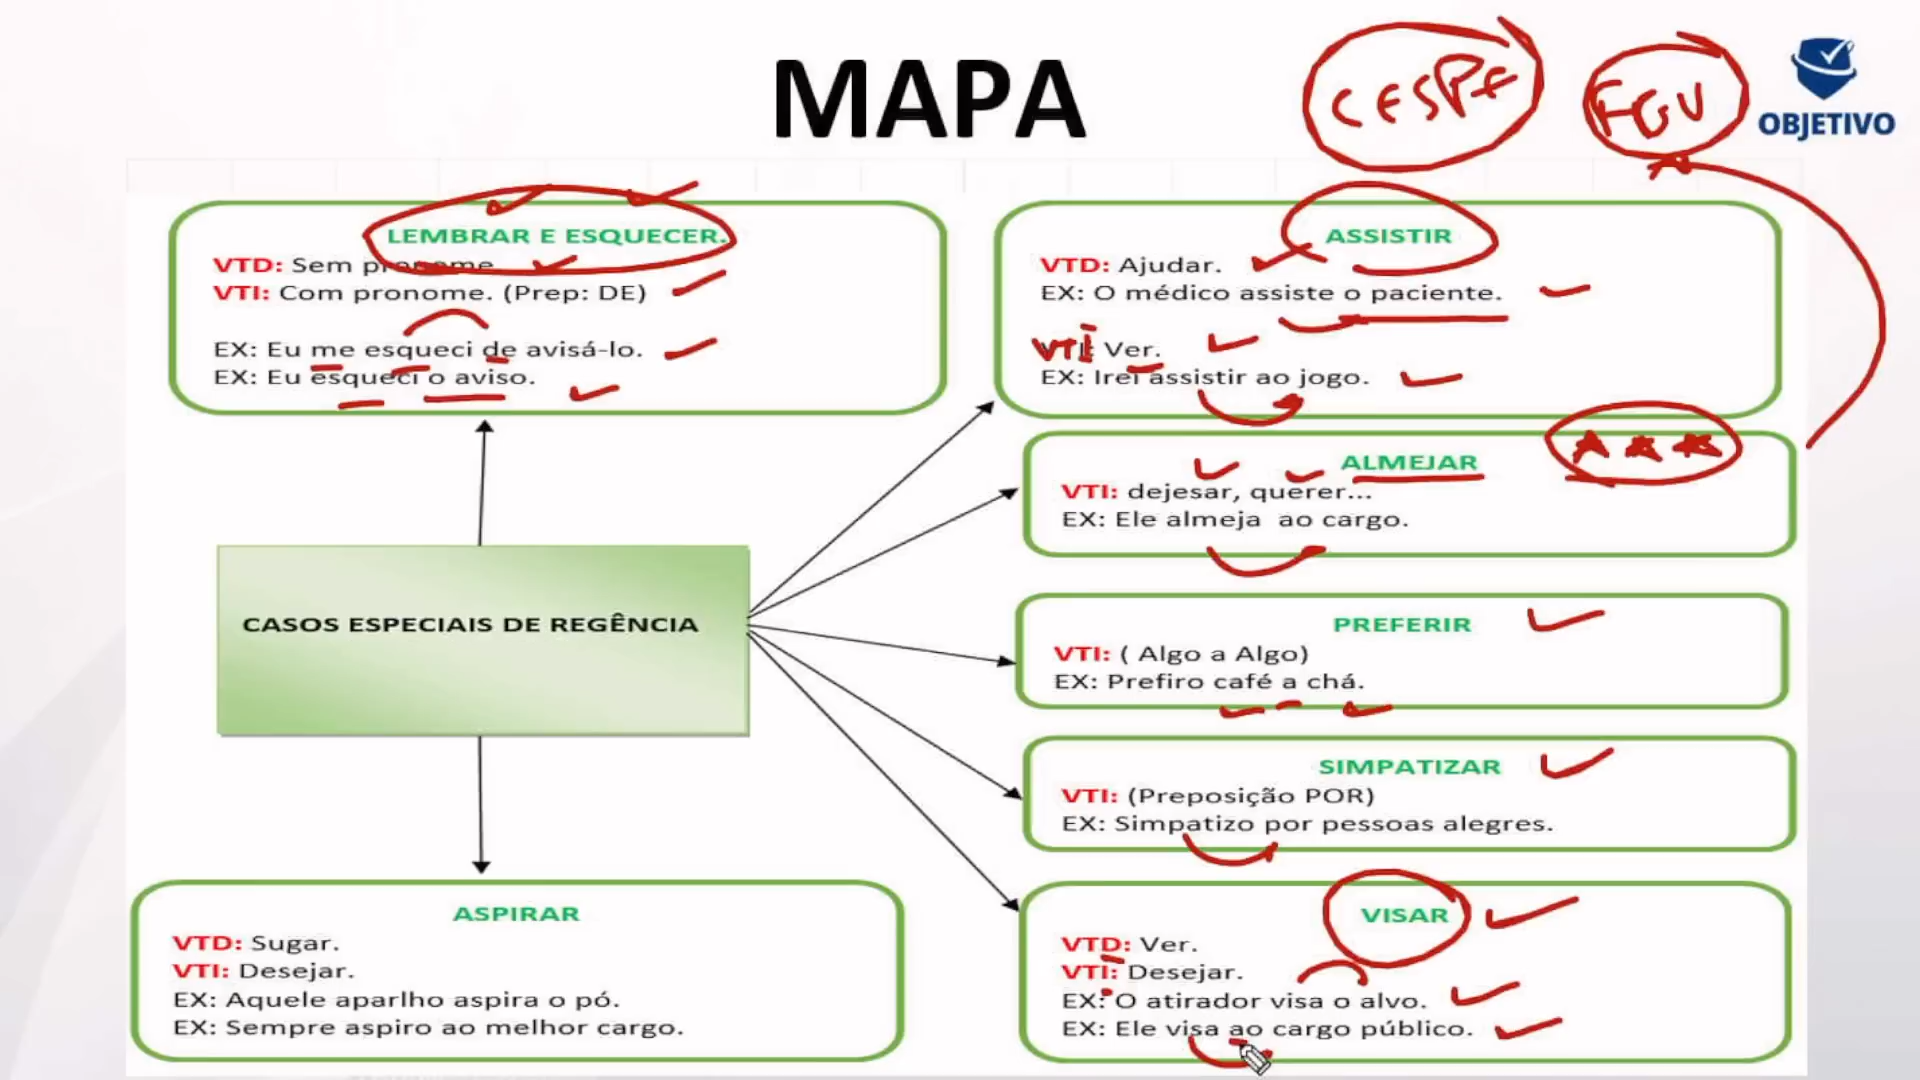 MAPA
CESPE
FGV
OBJETIVO
LEMBRAR E ESQUECER.
VTD: Sem pronome
VTI: Com pronome. (Prep: DE)
EX: Eu me esqueci de avisá-lo.
EX: Eu esqueci o aviso.
ASSISTIR
VTD: Ajudar.
EX: O médico assiste o paciente.
VTI: Ver.
EX: Irei assistir ao jogo.
ALMEJAR
VTI: dejesar, querer...
EX: Ele almeja ao cargo.
CASOS ESPECIAIS DE REGÊNCIA
PREFERIR
VTI: ( Algo a Algo)
EX: Prefiro café a chá.
SIMPATIZAR
VTI: (Preposição POR)
EX: Simpatizo por pessoas alegres.
ASPIRAR
VTD: Sugar.
VTI: Desejar.
EX: Aquele aparlho aspira o pó.
EX: Sempre aspiro ao melhor cargo.
VISAR
VTD: Ver.
VTI: Desejar.
EX: O atirador visa o alvo.
EX: Ele visa ao cargo público.